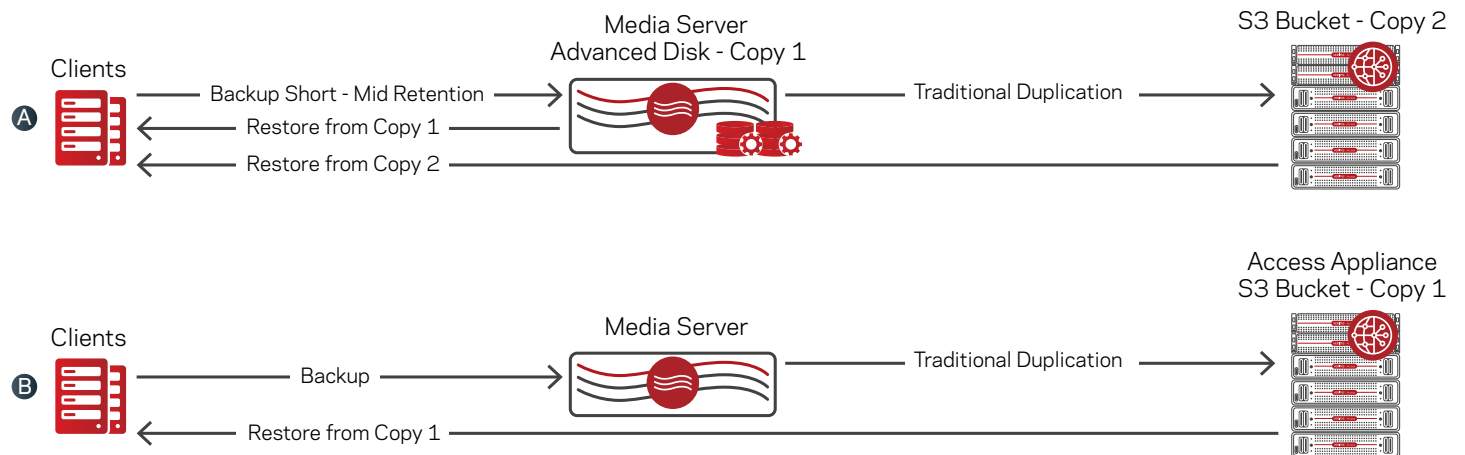 S3 Bucket - Copy 2
Media Server
Advanced Disk - Copy 1
Clients
A
Backup Short - Mid Retention
Traditional Duplication
Restore from Copy 1
Restore from Copy 2
Access Appliance
S3 Bucket - Copy 1
Media Server
Clients
B
Backup
Traditional Duplication
Restore from Copy 1